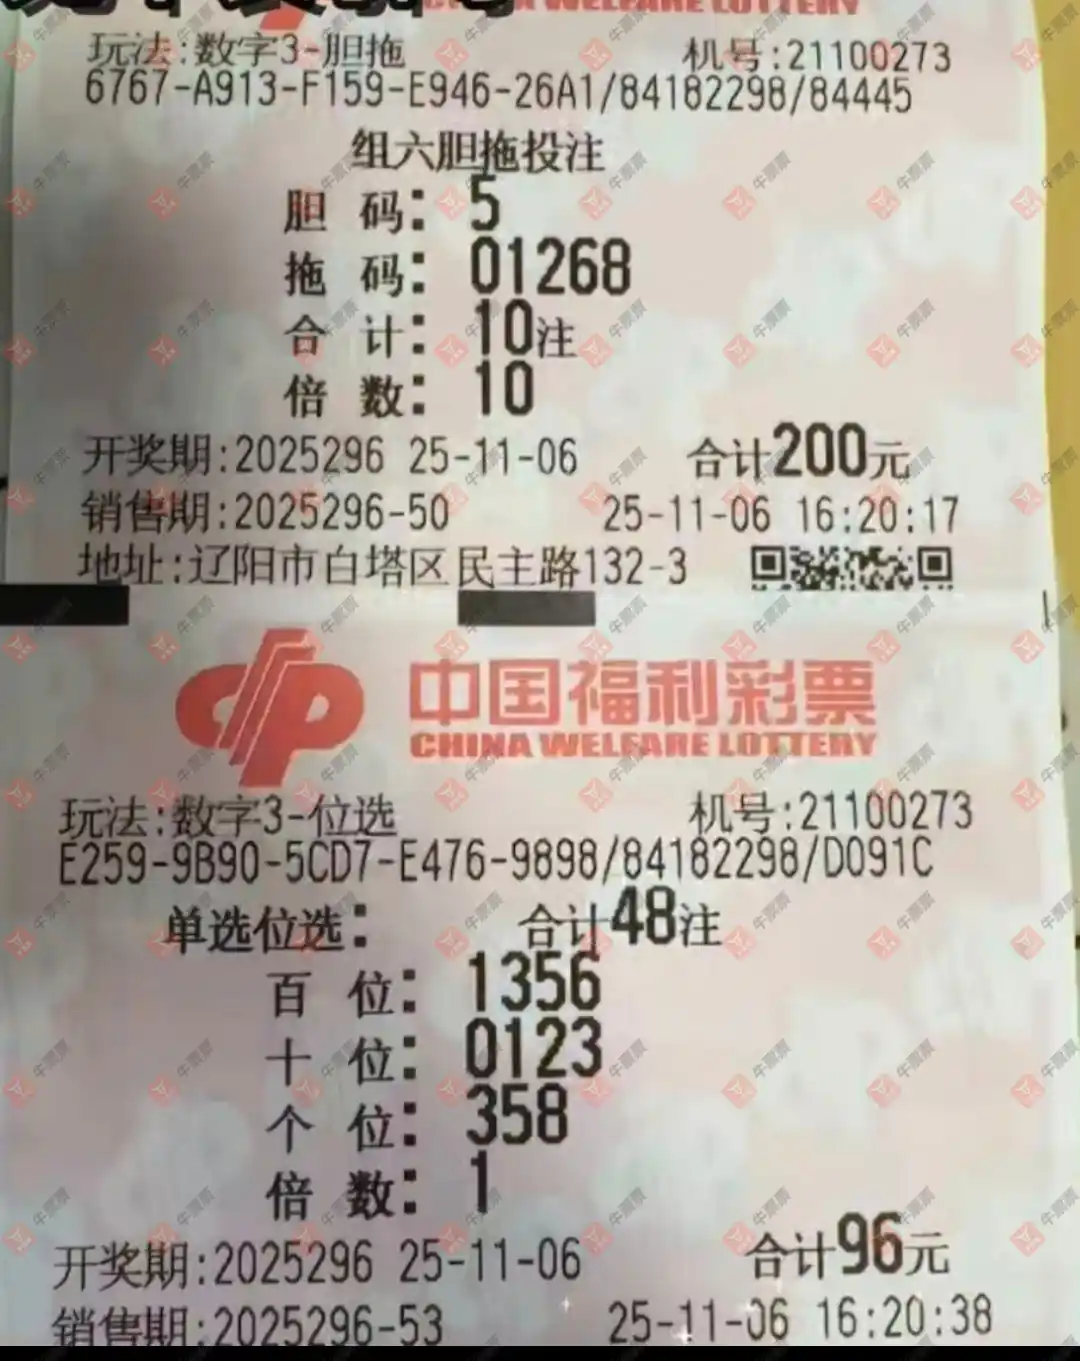 CHINA WELFARE LOTTERY
玩法:数字3-胆拖 机号:21100273
6767-A913-F159-E946-26A1/84182298/84445
组六胆拖投注
胆 码: 5
拖 码: 01268
合 计: 10注
倍 数: 10
开奖期:2025296 25-11-06 合计200元
销售期:2025296-50 25-11-06 16:20:17
地址:辽阳市白塔区民主路132-3
中国福利彩票
CHINA WELFARE LOTTERY
玩法:数字3-位选 机号:21100273
E259-9B90-5CD7-E476-9898/84182298/D091C
单选位选: 合计48注
百 位: 1356
十 位: 0123
个 位: 358
倍 数: 1
开奖期:2025296 25-11-06 合计96元
销售期:2025296-53 25-11-06 16:20:38
牛票票